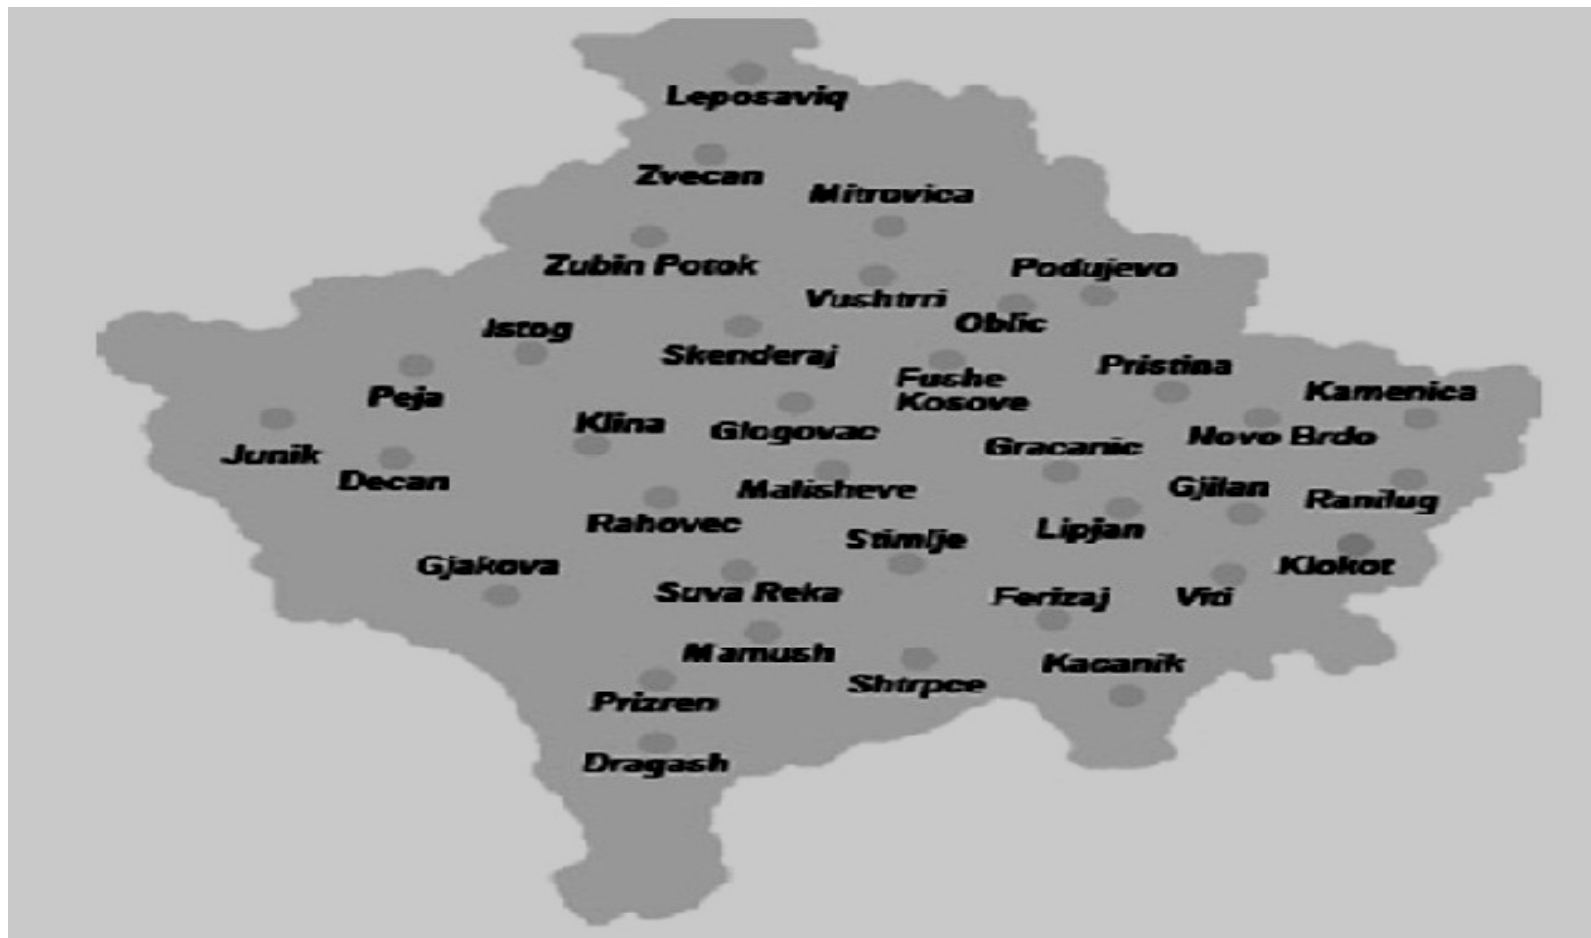 Leposaviq
Zvecan
Mitrovica
Zubin Potok
Podujevo
Vushtrri
Istog
Oblic
Skenderaj
Pristina
Fushe
Kosove
Kamenica
Peja
Klina
Glogovac
Novo Brdo
Gracanic
Junik
Decan
Malisheve
Gjilan
Ranilug
Rahovec
Lipjan
Stimlje
Gjakova
Klokot
Suva Reka
Ferizaj
Viti
Mamush
Kacanik
Shtrpce
Prizren
Dragash